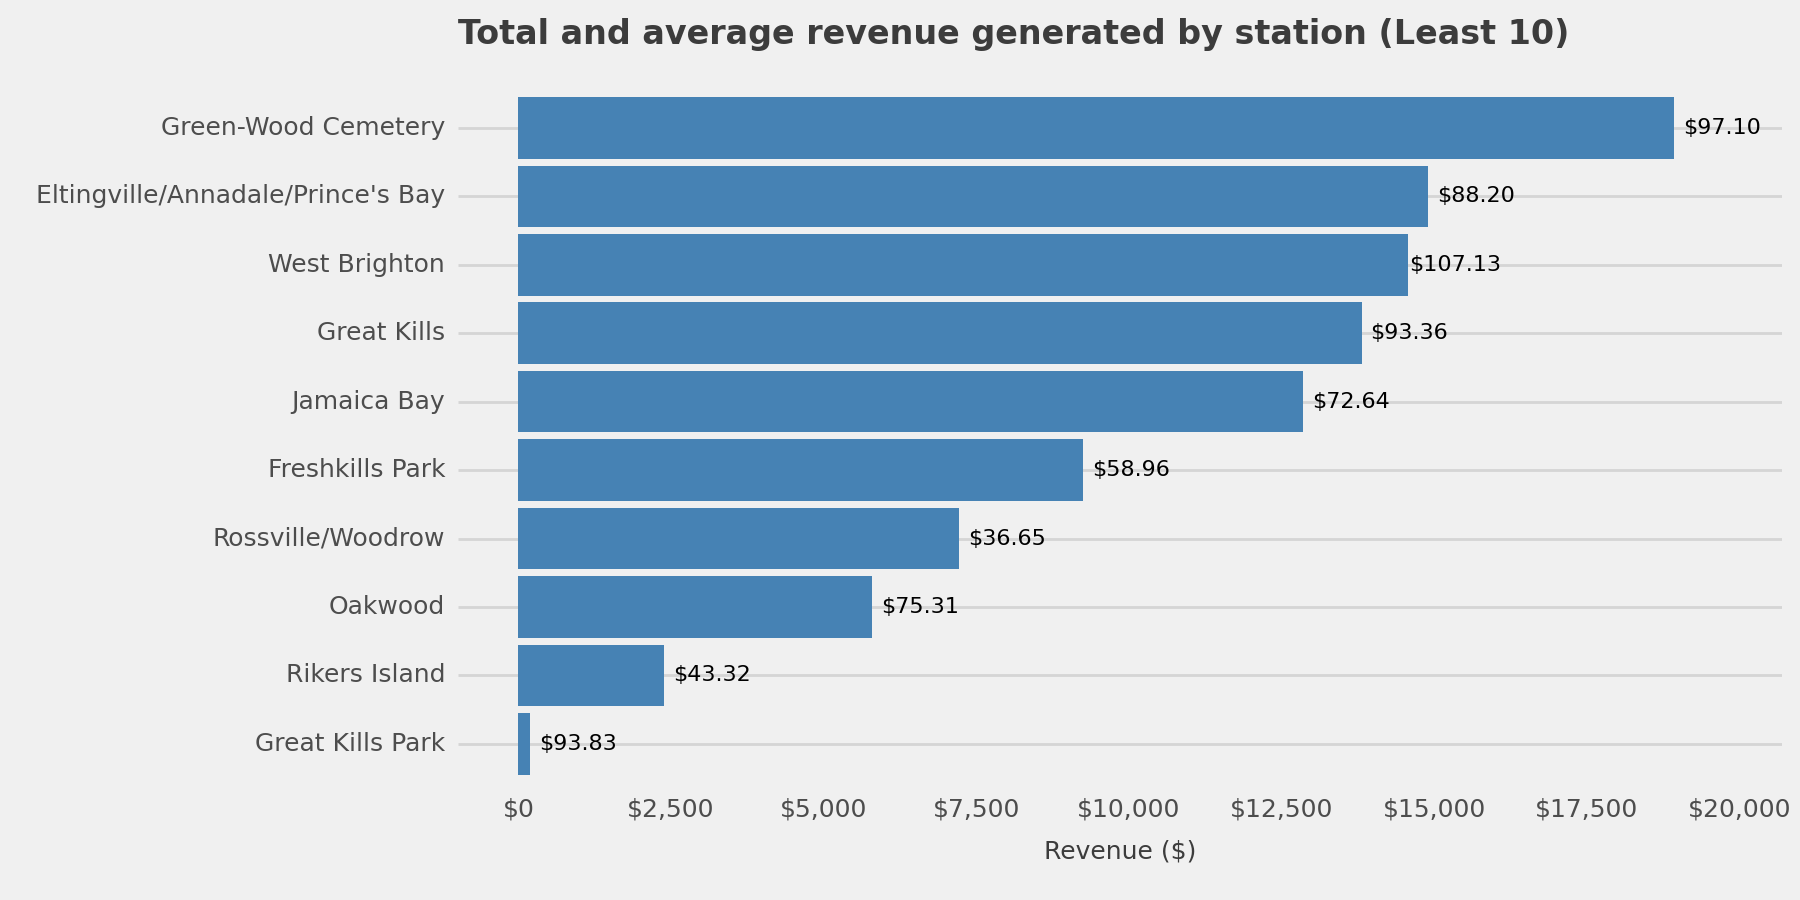 Total and average revenue generated by station (Least 10)
Green-Wood Cemetery $97.10
Eltingville/Annadale/Prince's Bay $88.20
West Brighton $107.13
Great Kills $93.36
Jamaica Bay $72.64
Freshkills Park $58.96
Rossville/Woodrow $36.65
Oakwood $75.31
Rikers Island $43.32
Great Kills Park $93.83
$0 $2,500 $5,000 $7,500 $10,000 $12,500 $15,000 $17,500 $20,000
Revenue ($)